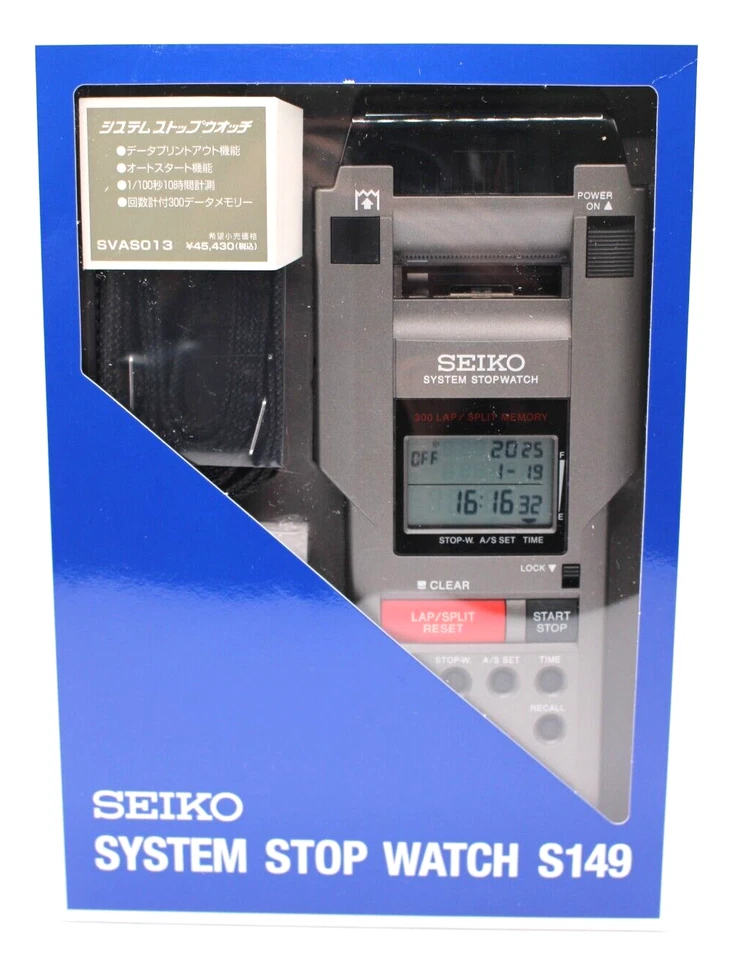 システムストップウオッチ
●データプリントアウト機能
●オートスタート機能
●1/100秒10時間計測
●回数計付300データメモリー
希望小売価格
SVAS013 ¥45,430(税込)
POWER
ON ▲
SEIKO
SYSTEM STOPWATCH
300 LAP/SPLIT MEMORY
OFF 2025
1-19
16:16 32
F
E
STOP-W. A/S SET TIME
LOCK ▼
CLEAR
LAP/SPLIT
RESET
START
STOP
STOP-W. A/S SET TIME
RECALL
SEIKO
SYSTEM STOP WATCH S149